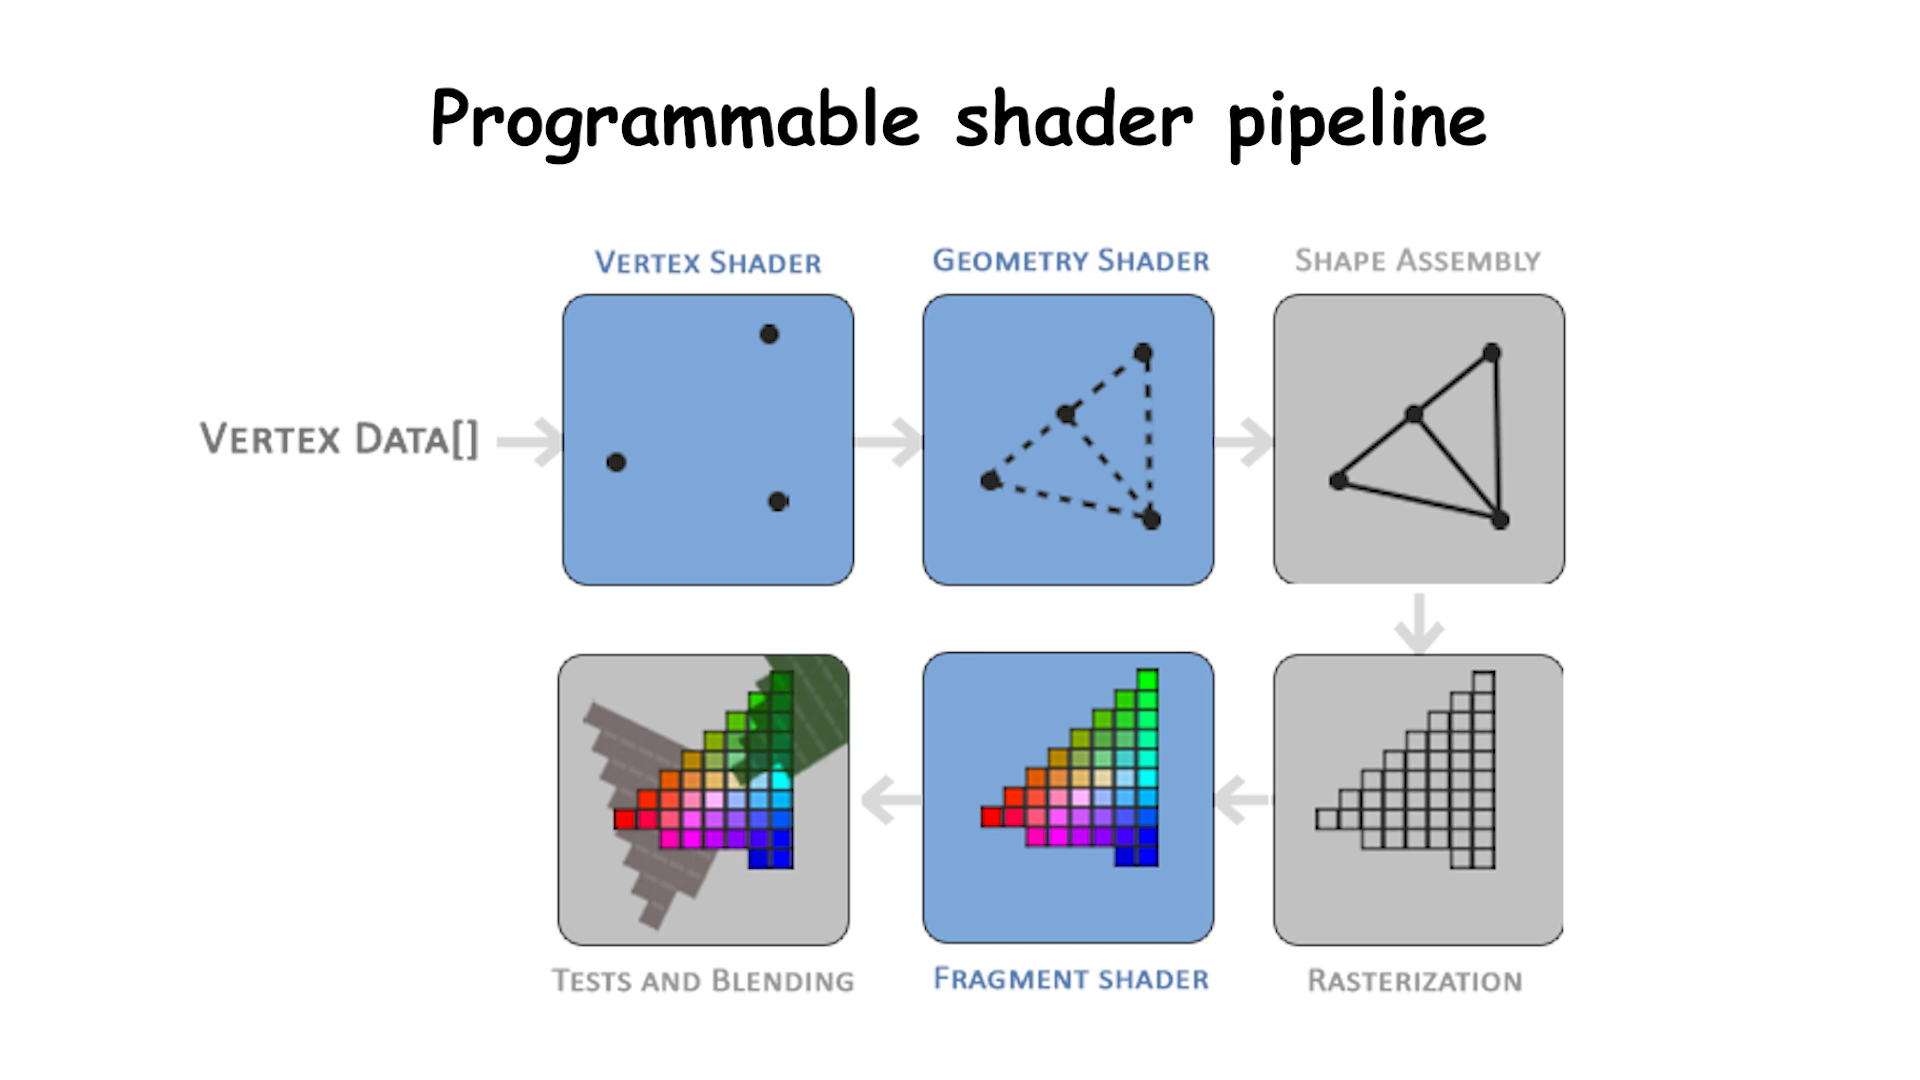 Programmable shader pipeline
VERTEX SHADER
GEOMETRY SHADER
SHAPE ASSEMBLY
VERTEX DATA[]
TESTS AND BLENDING
FRAGMENT SHADER
RASTERIZATION